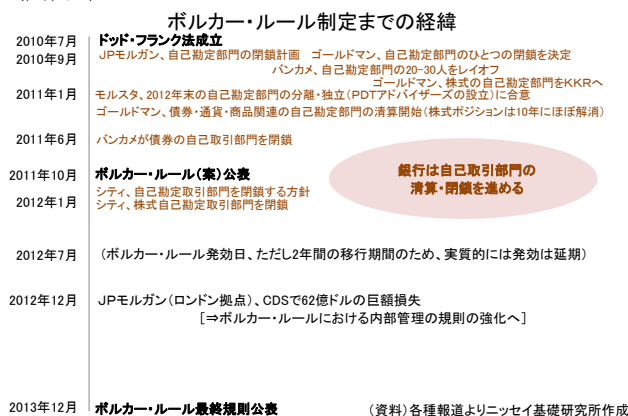 ボルカー・ルール制定までの経緯
2010年7月 ドッド・フランク法成立
2010年9月 JPモルガン、自己勘定部門の閉鎖計画 ゴールドマン、自己勘定部門のひとつの閉鎖を決定
バンカメ、自己勘定部門の20-30人をレイオフ
ゴールドマン、株式の自己勘定部門をKKRへ
2011年1月 モルスタ、2012年末の自己勘定部門の分離・独立（PDTアドバイザーズの設立）に合意
ゴールドマン、債券・通貨・商品関連の自己勘定部門の清算開始（株式ポジションは10年にほぼ解消）
2011年6月 バンカメが債券の自己取引部門を閉鎖
銀行は自己取引部門の
清算・閉鎖を進める
2011年10月 ボルカー・ルール（案）公表
シティ、自己勘定取引部門を閉鎖する方針
2012年1月 シティ、株式自己勘定取引部門を閉鎖
2012年7月 （ボルカー・ルール発効日、ただし2年間の移行期間のため、実質的には発効は延期）
2012年12月 JPモルガン（ロンドン拠点）、CDSで62億ドルの巨額損失
［⇒ボルカー・ルールにおける内部管理の規則の強化へ］
2013年12月 ボルカー・ルール最終規則公表 （資料）各種報道よりニッセイ基礎研究所作成